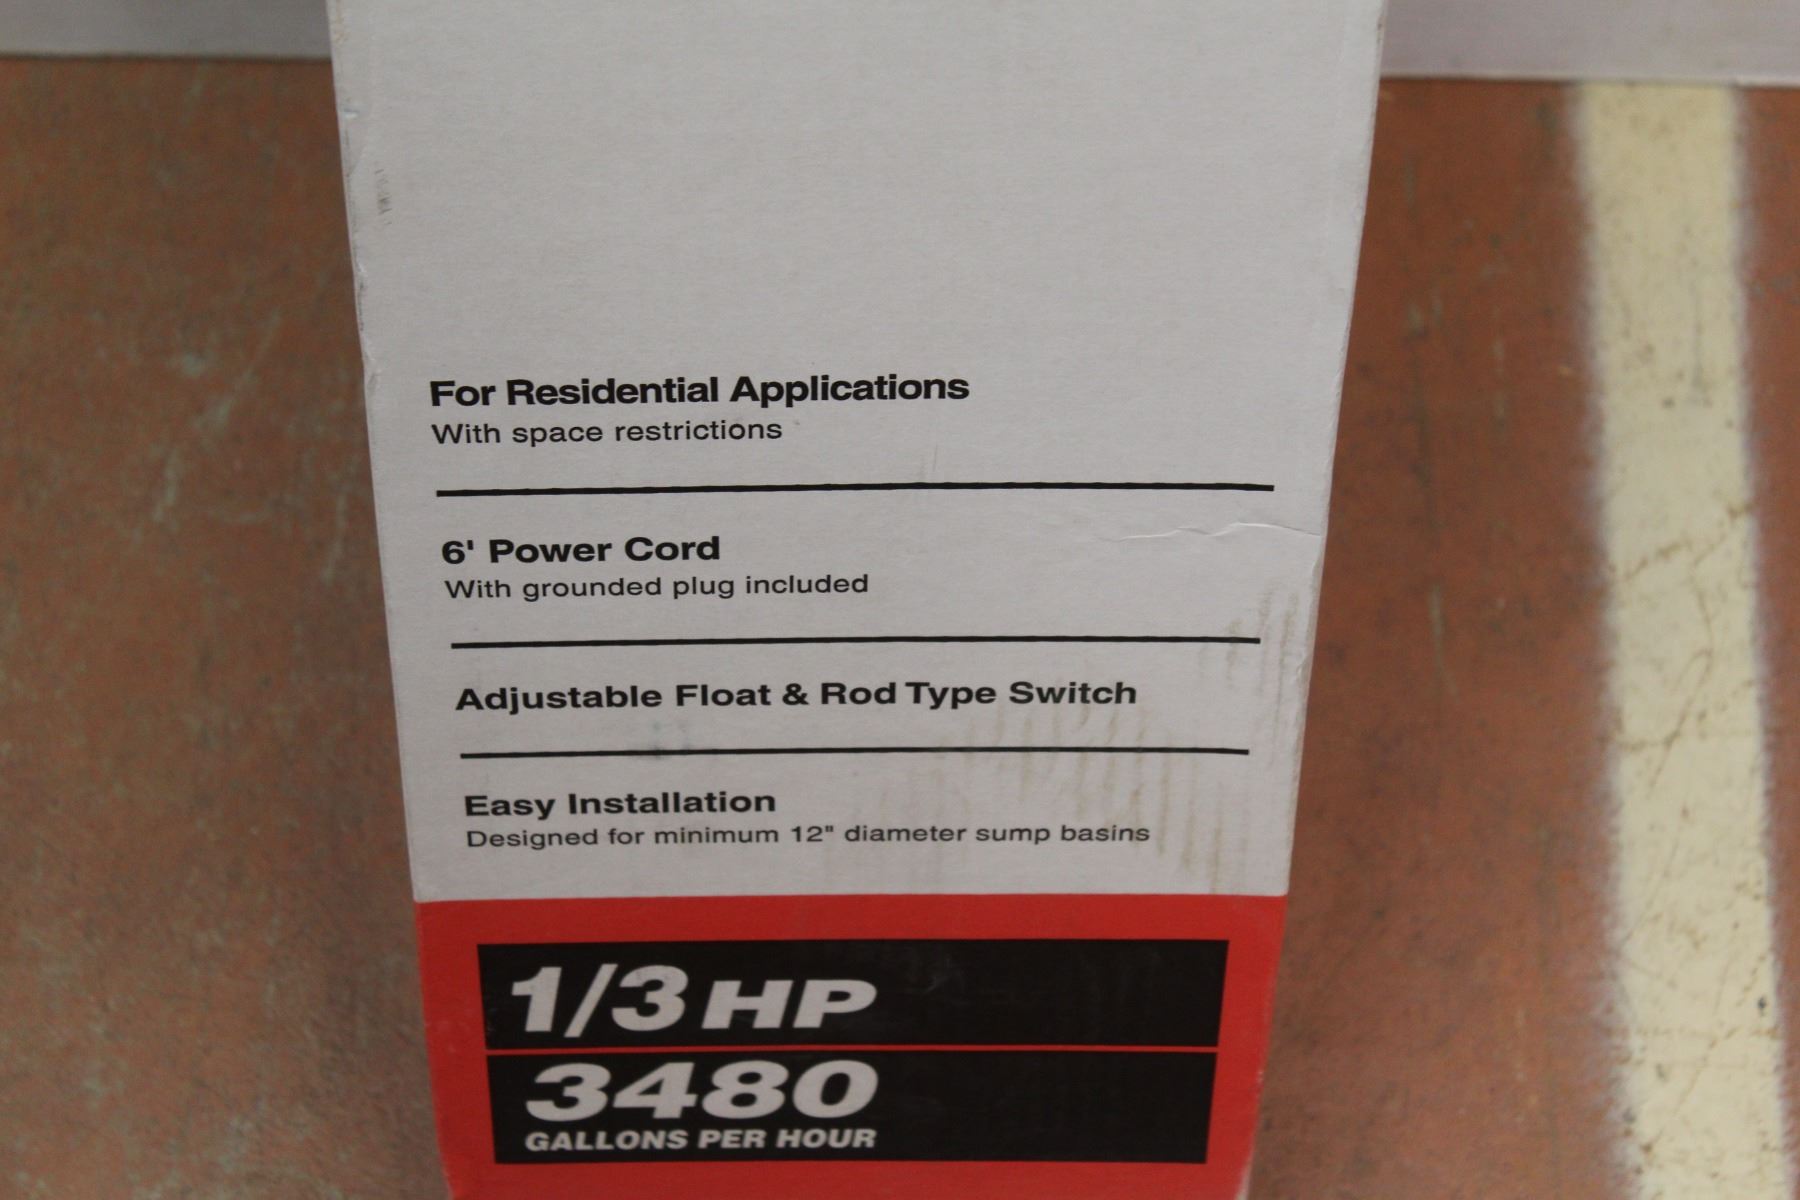 For Residential Applications
With space restrictions
6' Power Cord
With grounded plug included
Adjustable Float & Rod Type Switch
Easy Installation
Designed for minimum 12" diameter sump basins
1/3 HP
3480
GALLONS PER HOUR